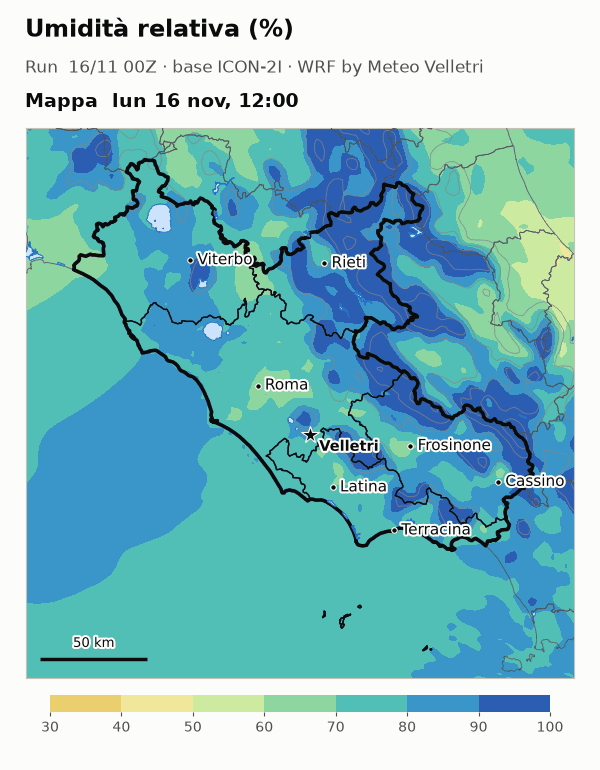 Umidità relativa (%)
Run  16/11 00Z · base ICON-2I · WRF by Meteo Velletri
Mappa  lun 16 nov, 12:00
Viterbo
Rieti
Roma
Velletri
Frosinone
Cassino
Latina
Terracina
50 km
30 40 50 60 70 80 90 100